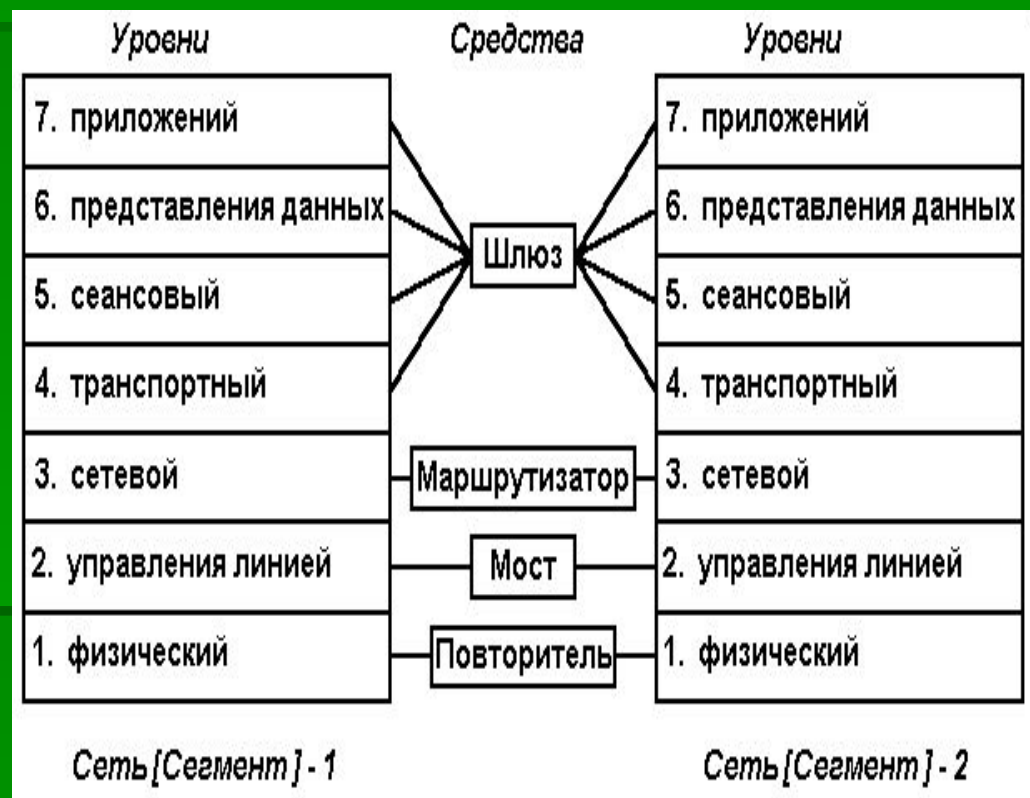 Уровни Средства Уровни
7. приложений 7. приложений
6. представления данных 6. представления данных
Шлюз
5. сеансовый 5. сеансовый
4. транспортный 4. транспортный
3. сетевой Маршрутизатор 3. сетевой
2. управления линией Мост 2. управления линией
1. физический Повторитель 1. физический
Сеть [Сегмент] - 1 Сеть [Сегмент] - 2